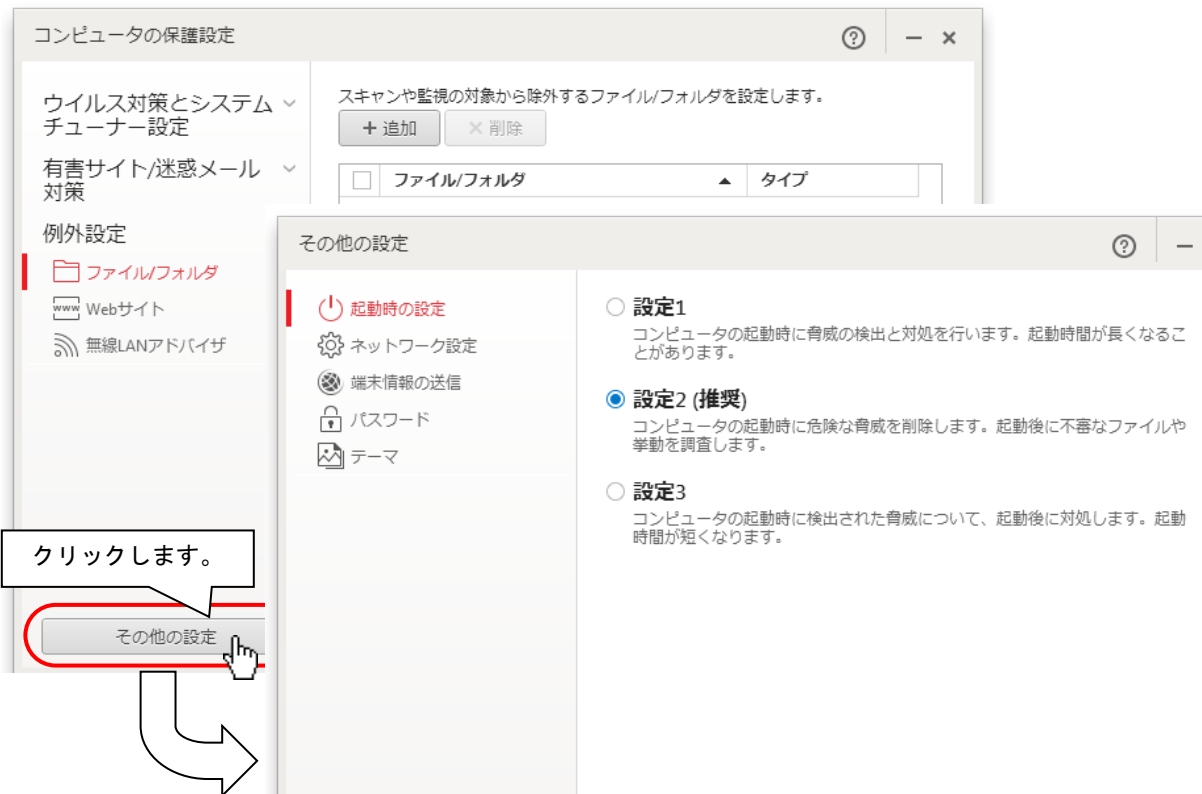 コンピュータの保護設定
ウイルス対策とシステム
チューナー設定
有害サイト/迷惑メール
対策
例外設定
ファイル/フォルダ
www Webサイト
無線LANアドバイザ
スキャンや監視の対象から除外するファイル/フォルダを設定します。
+ 追加 × 削除
ファイル/フォルダ ▲ タイプ
クリックします。
その他の設定
その他の設定
起動時の設定
ネットワーク設定
端末情報の送信
パスワード
テーマ
設定1
コンピュータの起動時に脅威の検出と対処を行います。起動時間が長くなるこ
とがあります。
設定2 (推奨)
コンピュータの起動時に危険な脅威を削除します。起動後に不審なファイルや
挙動を調査します。
設定3
コンピュータの起動時に検出された脅威について、起動後に対処します。起動
時間が短くなります。